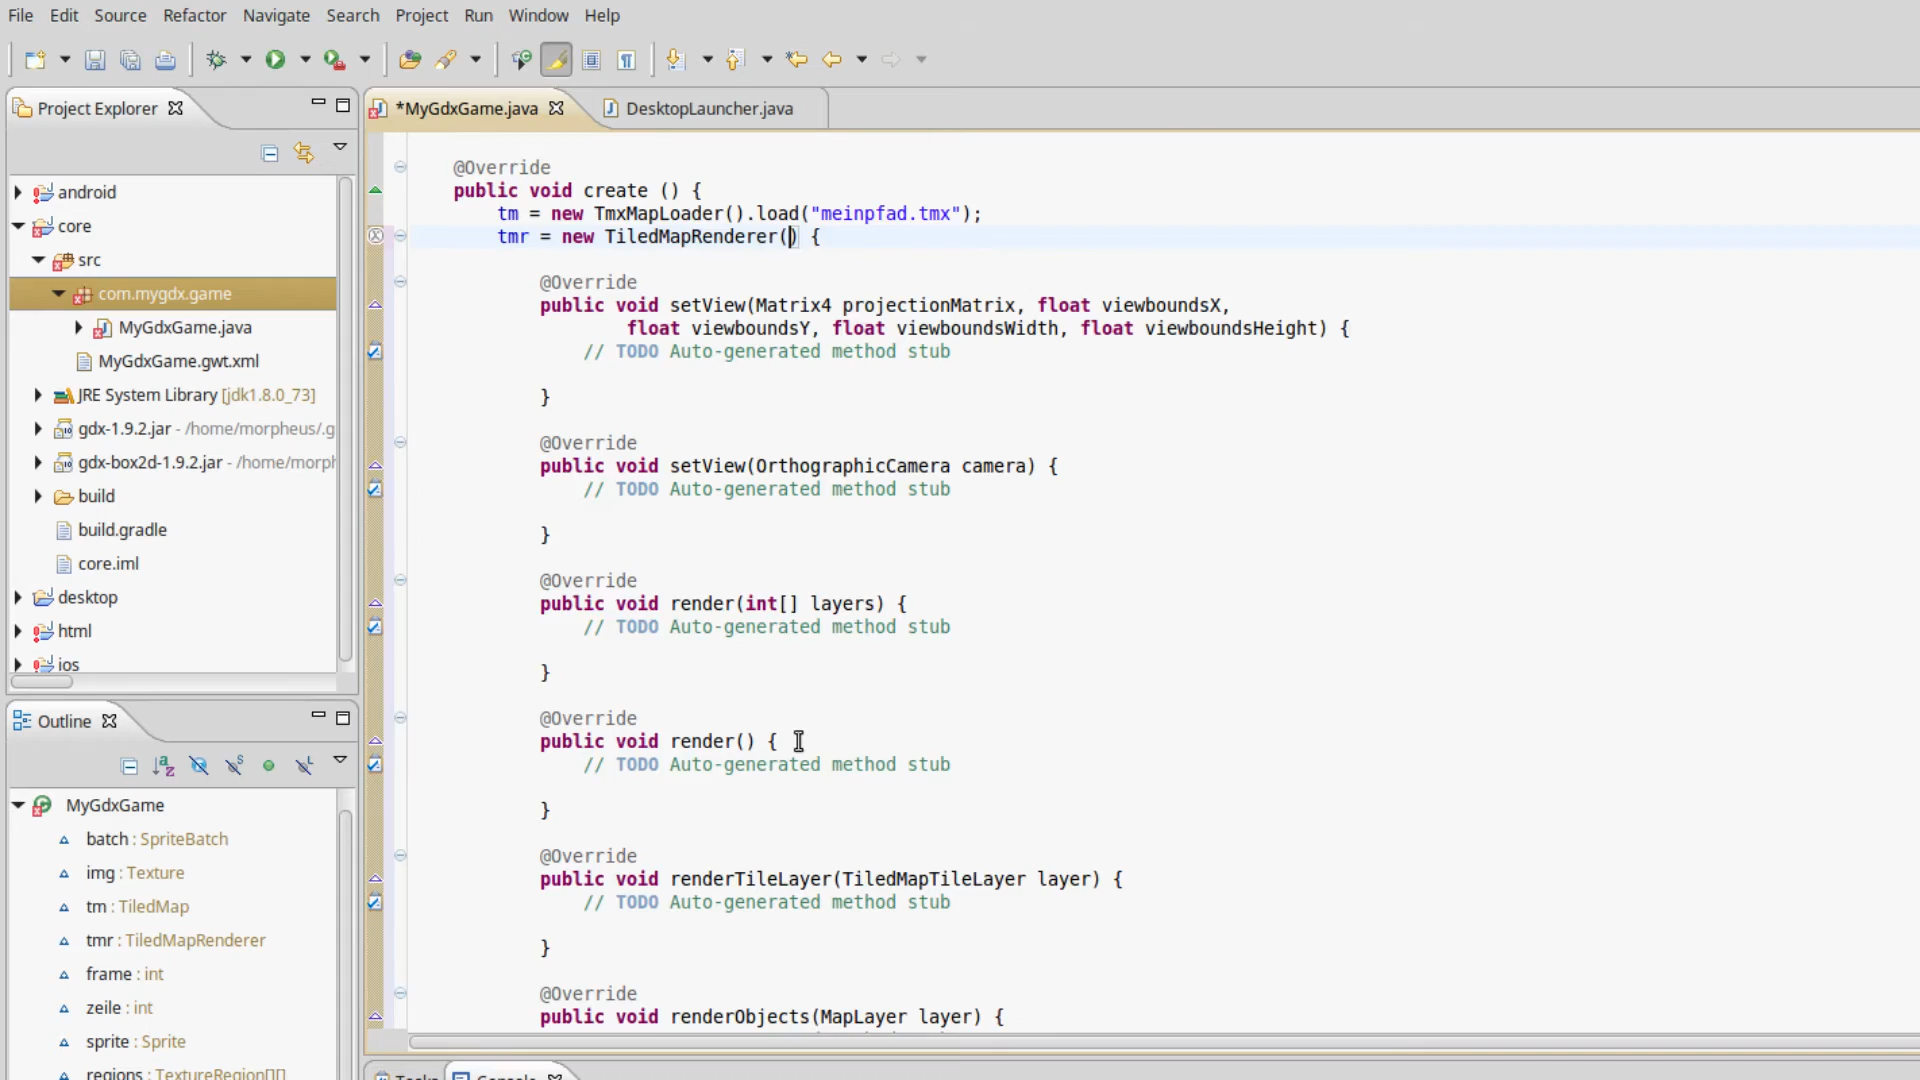 File Edit Source Refactor Navigate Search Project Run Window Help
Project Explorer
android
core
src
com.mygdx.game
MyGdxGame.java
MyGdxGame.gwt.xml
JRE System Library [jdk1.8.0_73]
gdx-1.9.2.jar - /home/morpheus/.g
gdx-box2d-1.9.2.jar - /home/morph
build
build.gradle
core.iml
desktop
html
ios
Outline
MyGdxGame
batch : SpriteBatch
img : Texture
tm : TiledMap
tmr : TiledMapRenderer
frame : int
zeile : int
sprite : Sprite
regions : TextureRegion[][]
*MyGdxGame.java DesktopLauncher.java
@Override
public void create () {
tm = new TmxMapLoader().load("meinpfad.tmx");
tmr = new TiledMapRenderer() {
@Override
public void setView(Matrix4 projectionMatrix, float viewboundsX,
float viewboundsY, float viewboundsWidth, float viewboundsHeight) {
// TODO Auto-generated method stub
}
@Override
public void setView(OrthographicCamera camera) {
// TODO Auto-generated method stub
}
@Override
public void render(int[] layers) {
// TODO Auto-generated method stub
}
@Override
public void render() {
// TODO Auto-generated method stub
}
@Override
public void renderTileLayer(TiledMapTileLayer layer) {
// TODO Auto-generated method stub
}
@Override
public void renderObjects(MapLayer layer) {
Tasks Console